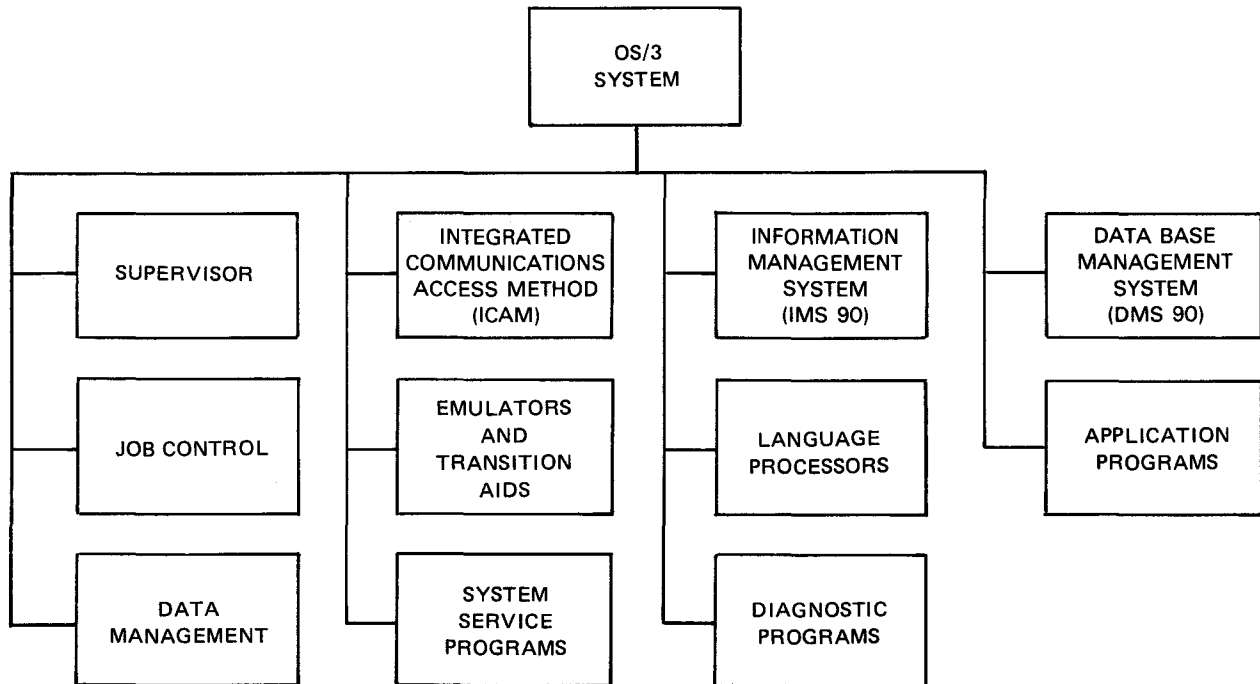 OS/3
SYSTEM
SUPERVISOR
INTEGRATED
COMMUNICATIONS
ACCESS METHOD
(ICAM)
INFORMATION
MANAGEMENT
SYSTEM
(IMS 90)
DATA BASE
MANAGEMENT
SYSTEM
(DMS 90)
JOB CONTROL
EMULATORS
AND
TRANSITION
AIDS
LANGUAGE
PROCESSORS
APPLICATION
PROGRAMS
DATA
MANAGEMENT
SYSTEM
SERVICE
PROGRAMS
DIAGNOSTIC
PROGRAMS